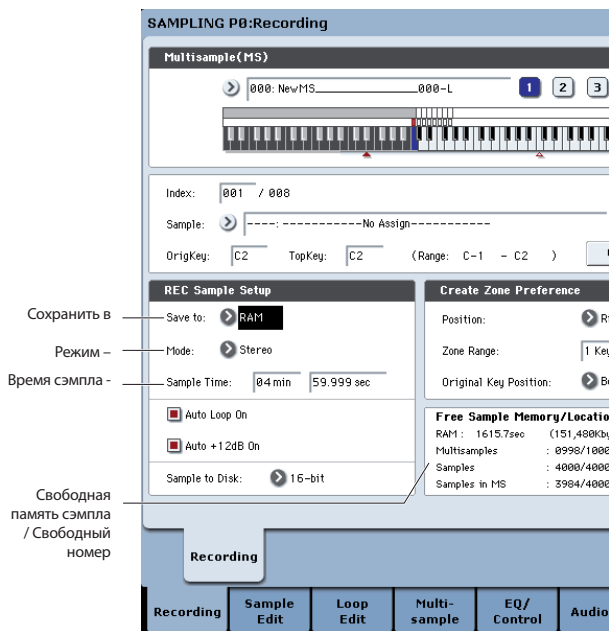 SAMPLING P0:Recording
Multisample(MS)
000: NewMS________________000-L
1 2 3
Index: 001 / 008
Sample: ----: ------------No Assign------------
OrigKey: C2 TopKey: C2 (Range: C-1 - C2 )
REC Sample Setup
Save to: RAM
Mode: Stereo
Sample Time: 04 min 59.999 sec
Auto Loop On
Auto +12dB On
Sample to Disk: 16-bit
Create Zone Preference
Position:
Zone Range: 1 Key
Original Key Position:
Free Sample Memory/Locatio
RAM : 1615.7sec (151,480Kby
Multisamples : 0998/1000
Samples : 4000/4000
Samples in MS : 3984/4000
Сохранить в
Режим –
Время сэмпла -
Свободная
память сэмпла
/ Свободный
номер
Recording
Recording
Sample
Edit
Loop
Edit
Multi-
sample
EQ/
Control
Audio